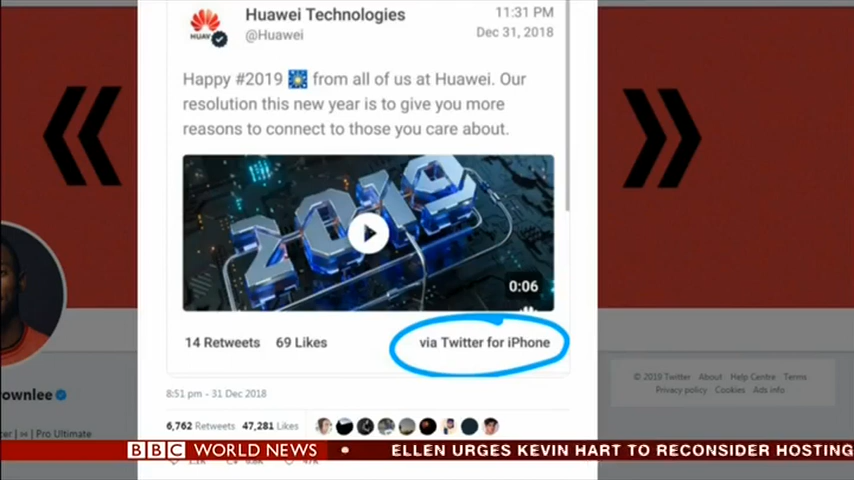 HUAWEI
Huawei Technologies
@Huawei
11:31 PM
Dec 31, 2018
Happy #2019 from all of us at Huawei. Our
resolution this new year is to give you more
reasons to connect to those you care about.
2019
0:06
14 Retweets 69 Likes
via Twitter for iPhone
8:51 pm - 31 Dec 2018
6,762 Retweets 47,281 Likes
rownlee
| Pro Ultimate
© 2019 Twitter About Help Centre Terms
Privacy policy Cookies Ads info
BBC WORLD NEWS
ELLEN URGES KEVIN HART TO RECONSIDER HOSTING